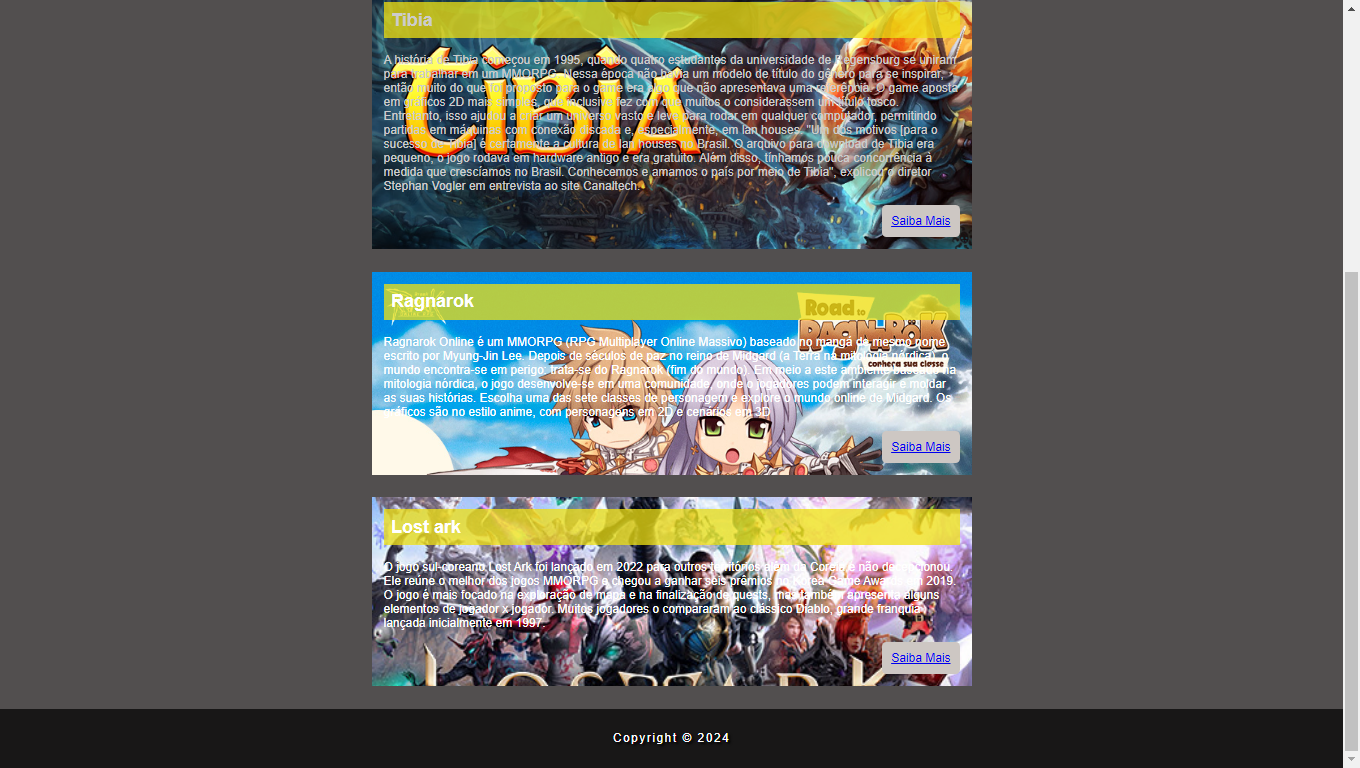 Tibia
TIBIA
A história de Tibia começou em 1995, quando quatro estudantes da universidade de Regensburg se uniram
para trabalhar em um MMORPG. Nessa época não havia um modelo de título do gênero para se inspirar,
então muito do que foi proposto para o game era algo que não apresentava uma referência. O game aposta
em gráficos 2D mais simples, que inclusive fez com que muitos o considerassem um título tosco.
Entretanto, isso ajudou a criar um universo vasto e leve para rodar em qualquer computador, permitindo
partidas em máquinas com conexão discada e, especialmente, em lan houses. "Um dos motivos [para o
sucesso de Tibia] é certamente a cultura de lan houses no Brasil. O arquivo para download de Tibia era
pequeno, o jogo rodava em hardware antigo e era gratuito. Além disso, tínhamos pouca concorrência à
medida que crescíamos no Brasil. Conhecemos e amamos o país por meio de Tibia", explicou o diretor
Stephan Vogler em entrevista ao site Canaltech.
Saiba Mais
Ragnarok
Road to
RAGNARÖK
conheça sua classe
Ragnarok Online é um MMORPG (RPG Multiplayer Online Massivo) baseado no mangá de mesmo nome
escrito por Myung-Jin Lee. Depois de séculos de paz no reino de Midgard (a Terra na mitologia nórdica), o
mundo encontra-se em perigo: trata-se do Ragnarok (fim do mundo). Em meio a este ambiente baseado na
mitologia nórdica, o jogo desenvolve-se em uma comunidade, onde o jogadores podem interagir e moldar
as suas histórias. Escolha uma das sete classes de personagem e explore o mundo online de Midgard. Os
gráficos são no estilo anime, com personagens em 2D e cenários em 3D
Saiba Mais
Lost ark
O jogo sul-coreano Lost Ark foi lançado em 2022 para outros territórios além da Coreia e não decepcionou.
Ele reúne o melhor dos jogos MMORPG e chegou a ganhar seis prêmios no Korea Game Awards em 2019.
O jogo é mais focado na exploração de mapa e na finalização de quests, mas também apresenta alguns
elementos de jogador x jogador. Muitos jogadores o compararam ao clássico Diablo, grande franquia
lançada inicialmente em 1997.
Saiba Mais
LOST ARK
Copyright © 2024